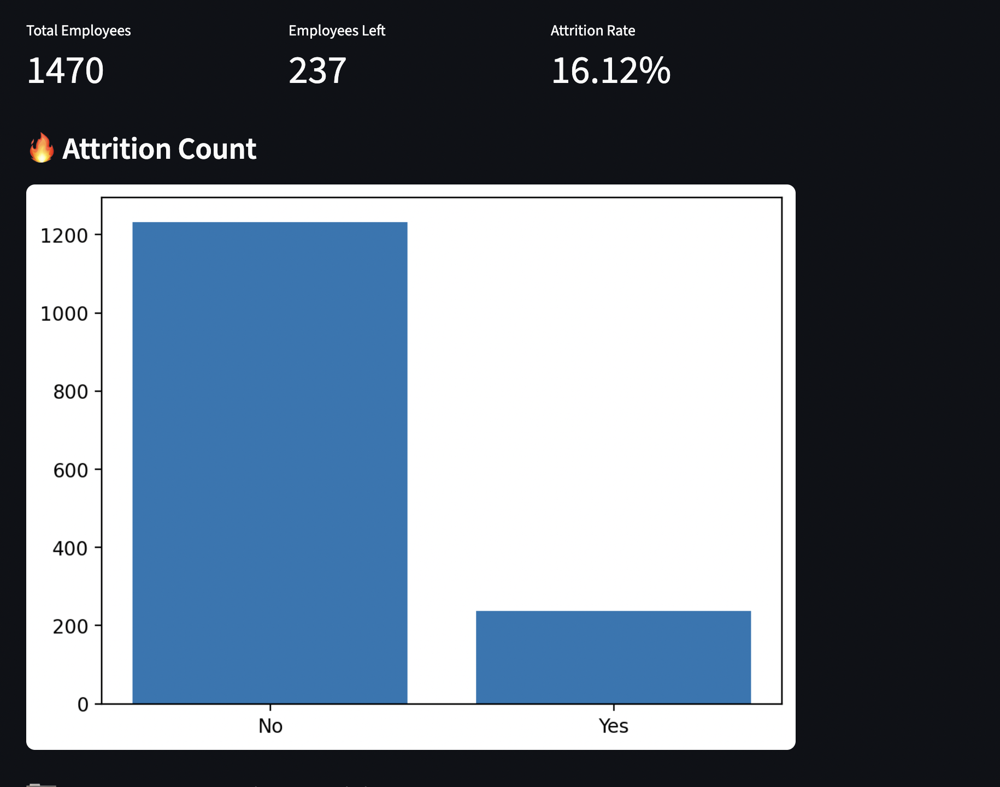 Total Employees
Employees Left
Attrition Rate
1470
237
16.12%
🔥 Attrition Count
1200
1000
800
600
400
200
0
No
Yes